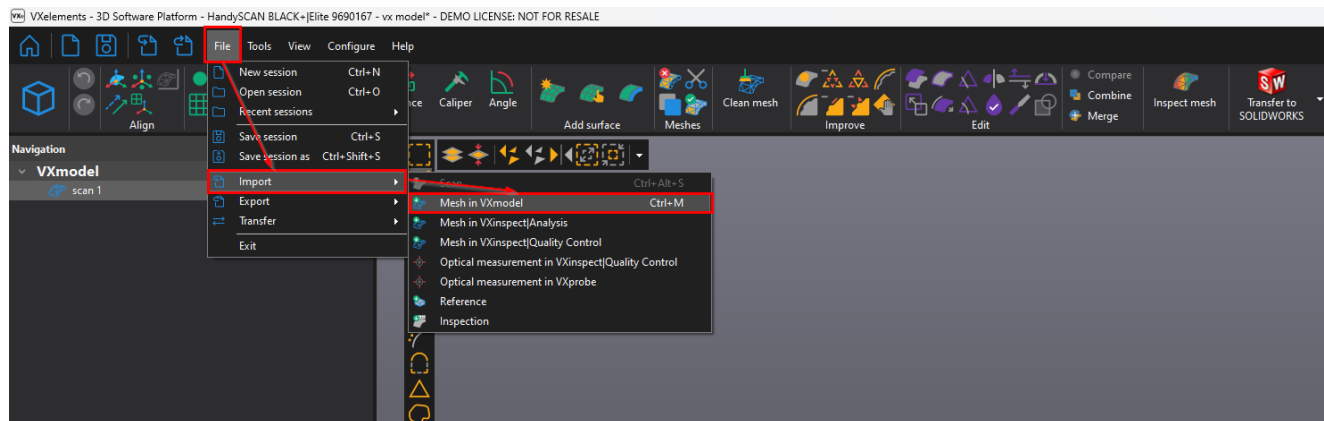 VXelements - 3D Software Platform - HandySCAN BLACK+|Elite 9690167 - vx model* - DEMO LICENSE: NOT FOR RESALE
File Tools View Configure Help
New session Ctrl+N
Open session Ctrl+O
Recent sessions
Save session Ctrl+S
Save session as Ctrl+Shift+S
Import
Export
Transfer
Exit
Align
Caliper
Angle
Add surface
Meshes
Clean mesh
Improve
Edit
Compare
Combine
Merge
Inspect mesh
Transfer to
SOLIDWORKS
Navigation
VXmodel
scan 1
Scan Ctrl+Alt+S
Mesh in VXmodel Ctrl+M
Mesh in VXinspect|Analysis
Mesh in VXinspect|Quality Control
Optical measurement in VXinspect|Quality Control
Optical measurement in VXprobe
Reference
Inspection